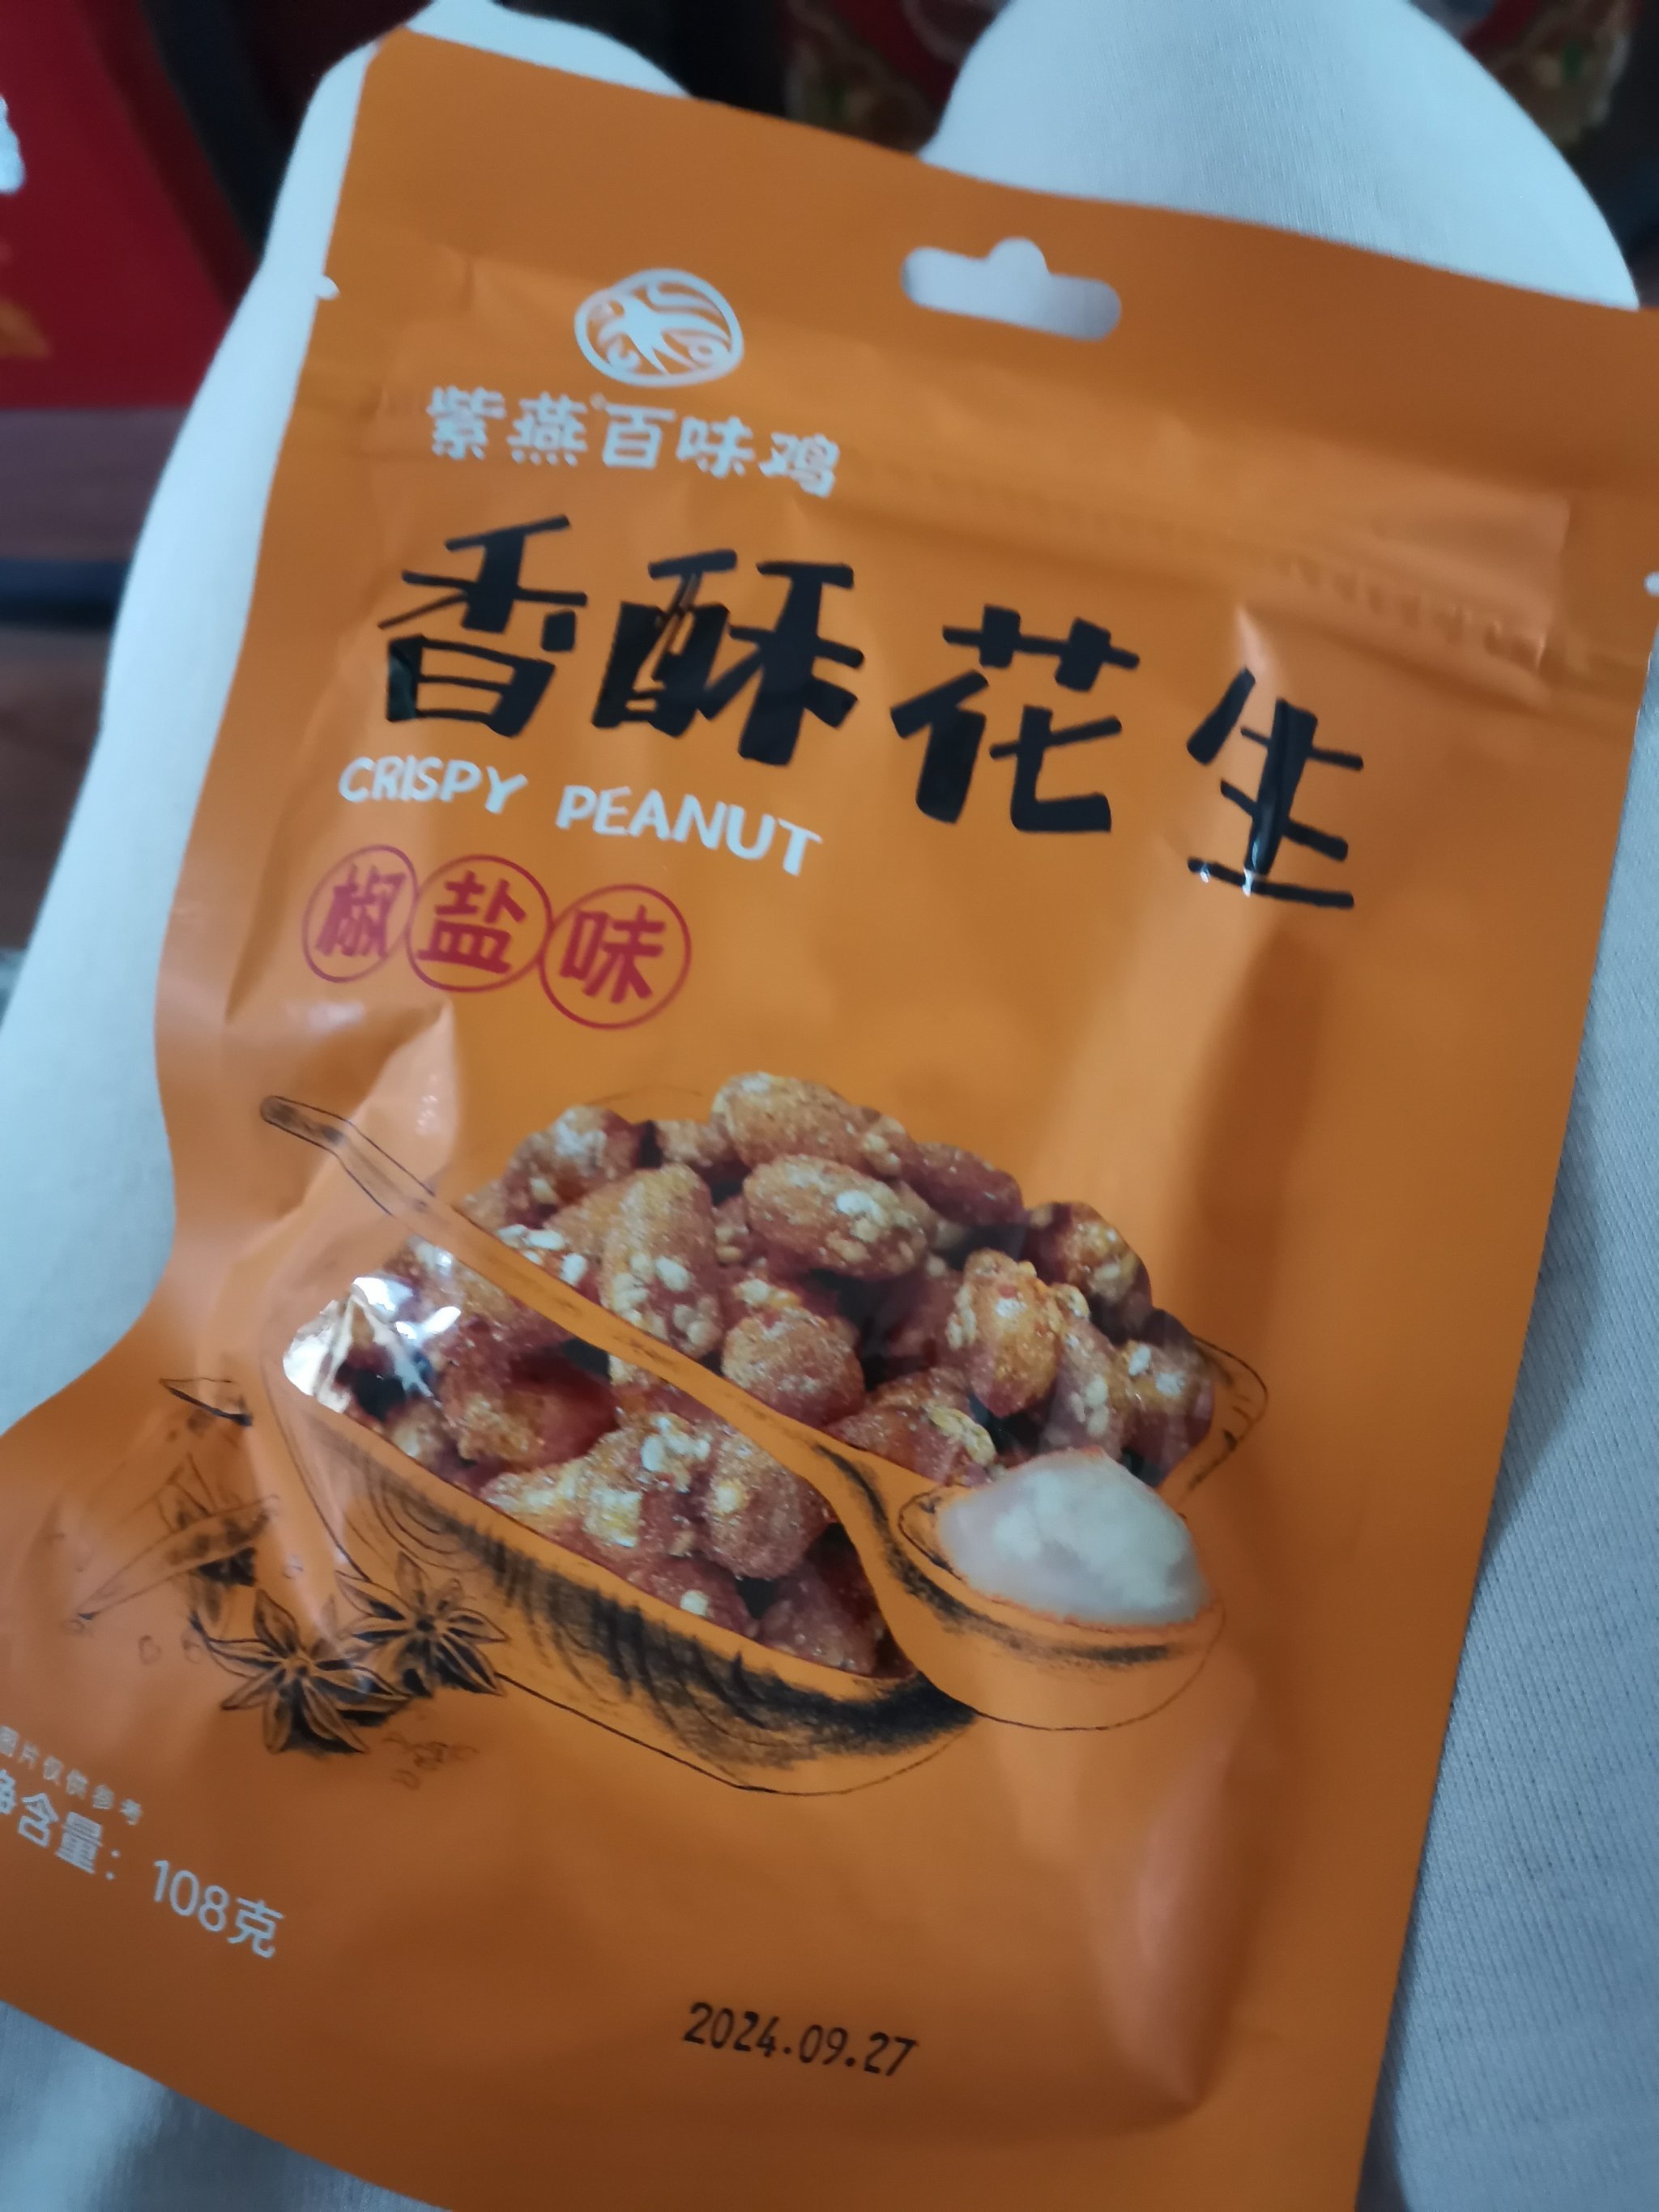 紫燕百味鸡
香酥花生
CRISPY PEANUT
椒盐味
图片仅供参考
净含量：108克
2024.09.27